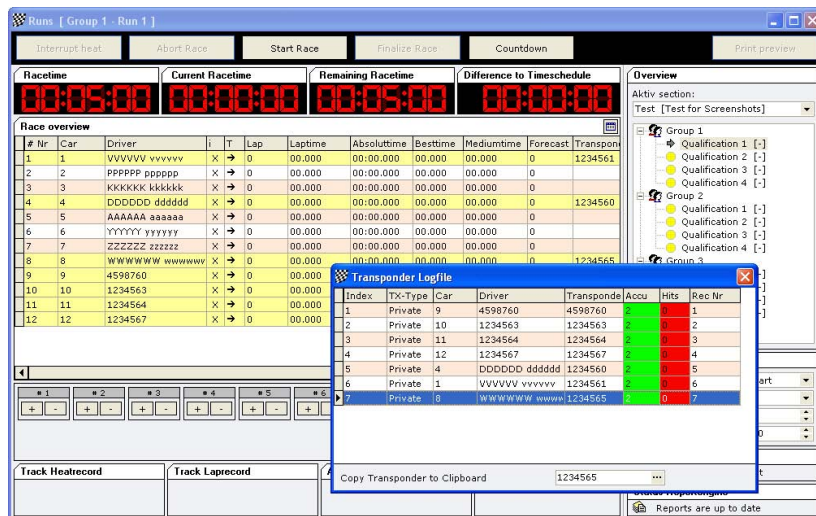 Runs [ Group 1 - Run 1 ]
Interrupt heat Abort Race Start Race Finalize Race Countdown Print preview
Racetime Current Racetime Remaining Racetime Difference to Timeschedule Overview
00:05:00 00:00:00 00:05:00 00:00:00
Aktiv section:
Test [Test for Screenshots]
Race overview
# Nr Car Driver i T Lap Laptime Absoluttime Besttime Mediumtime Forecast Transpon
1 1 VVVVVV vvvvvv X → 0 00.000 00:00.000 00.000 00.000 0 1234561
2 2 PPPPPP pppppp X → 0 00.000 00:00.000 00.000 00.000 0
3 3 KKKKKK kkkkkk X → 0 00.000 00:00.000 00.000 00.000 0
4 4 DDDDDD dddddd X → 0 00.000 00:00.000 00.000 00.000 0 1234560
5 5 AAAAAA aaaaaa X → 0 00.000 00:00.000 00.000 00.000 0
6 6 YYYYYY yyyyyy X → 0 00.000 00:00.000 00.000 00.000 0
7 7 ZZZZZZ zzzzzz X → 0 00.000 00:00.000 00.000 00.000 0
8 8 WWWWWW wwwwwv X → 0 00.000 00:00.000 00.000 00.000 0 1234565
9 9 4598760 X → 0 00.000
10 10 1234563 X → 0 00.000
11 11 1234564 X → 0 00.000
12 12 1234567 X → 0 00.000
Group 1
Qualification 1 [-]
Qualification 2 [-]
Qualification 3 [-]
Qualification 4 [-]
Group 2
Qualification 1 [-]
Qualification 2 [-]
Qualification 3 [-]
Qualification 4 [-]
Group 3
Transponder Logfile
Index TX-Type Car Driver Transponde Accu Hits Rec Nr
1 Private 9 4598760 4598760 2 0 1
2 Private 10 1234563 1234563 2 0 2
3 Private 11 1234564 1234564 2 0 3
4 Private 12 1234567 1234567 2 0 4
5 Private 4 DDDDDD dddddd 1234560 2 0 5
6 Private 1 VVVVVV vvvvvv 1234561 2 0 6
7 Private 8 WWWWWW wwwv 1234565 2 0 7
Copy Transponder to Clipboard 1234565 ...
# 1 # 2 # 3 # 4 # 5 # 6
+ - + - + - + - + - +
Track Heatrecord Track Laprecord
Reports are up to date